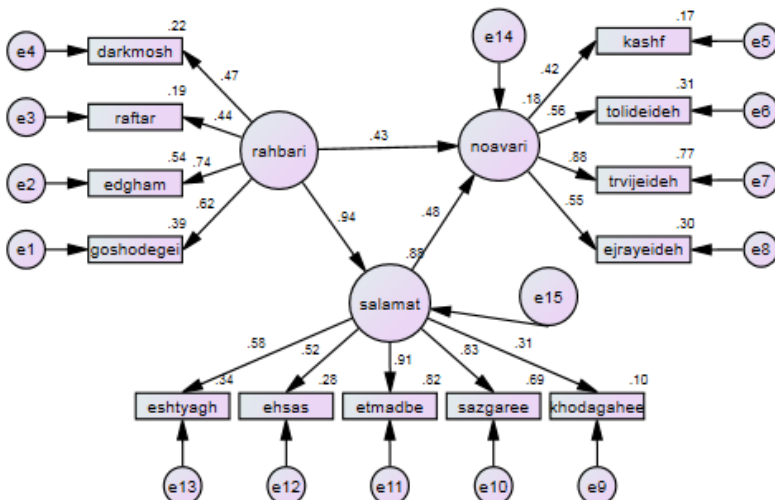 e4
darkmosh
.22
e3
raftar
.19
e2
edgham
.54
e1
goshodegei
.39
.47
.44
.74
.62
rahbari
.43
.94
e14
noavari
.18
.48
.88
salamat
e15
.42
.56
.88
.55
kashf
.17
e5
tolideideh
.31
e6
trvijeideh
.77
e7
ejrayeideh
.30
e8
.58
.52
.91
.83
.31
.34
.28
.82
.69
.10
eshtyagh
ehsas
etmadbe
sazgaree
khodagahee
e13
e12
e11
e10
e9